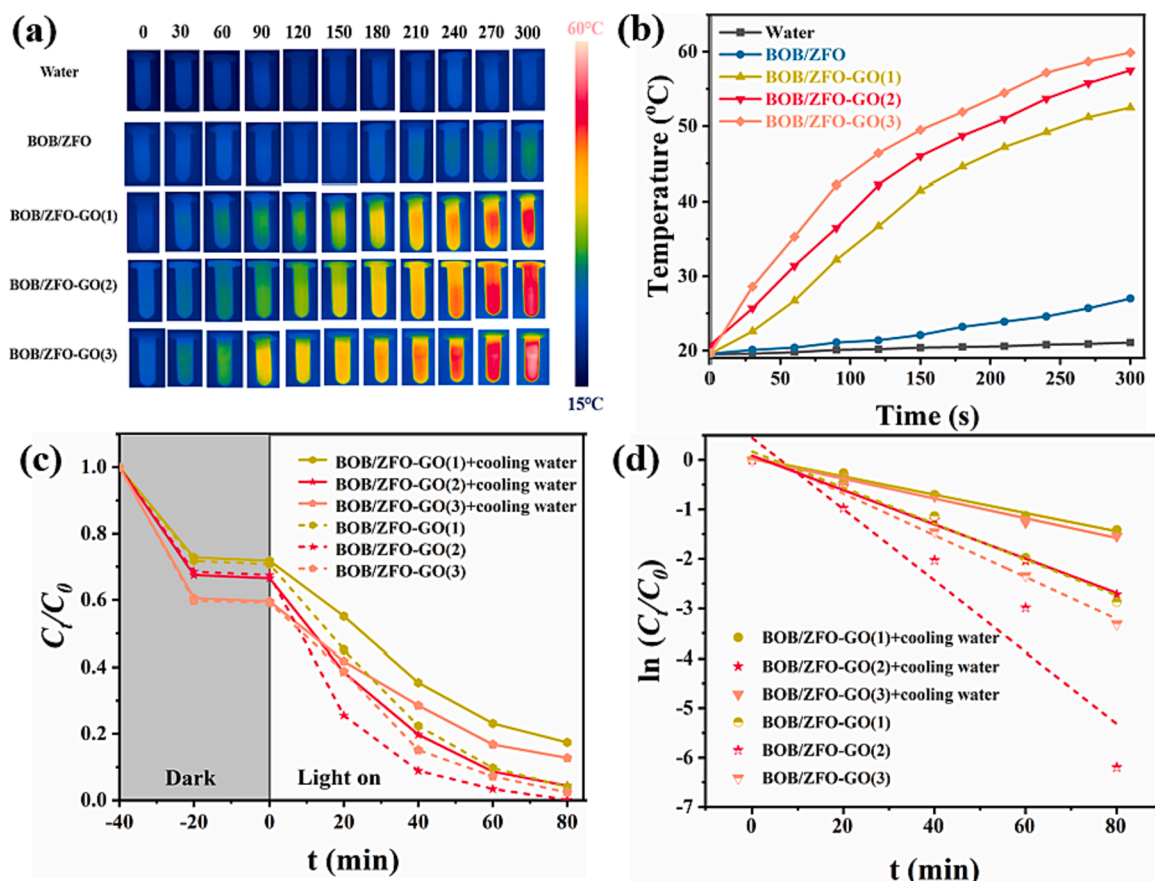 (a)
0 30 60 90 120 150 180 210 240 270 300
Water
BOB/ZFO
BOB/ZFO-GO(1)
BOB/ZFO-GO(2)
BOB/ZFO-GO(3)
60℃
15℃
(b)
Water
BOB/ZFO
BOB/ZFO-GO(1)
BOB/ZFO-GO(2)
BOB/ZFO-GO(3)
Temperature (°C)
60
50
40
30
20
0 50 100 150 200 250 300
Time (s)
(c)
BOB/ZFO-GO(1)+cooling water
BOB/ZFO-GO(2)+cooling water
BOB/ZFO-GO(3)+cooling water
BOB/ZFO-GO(1)
BOB/ZFO-GO(2)
BOB/ZFO-GO(3)
Cₜ/C₀
1.0
0.8
0.6
0.4
0.2
0.0
Dark
Light on
-40 -20 0 20 40 60 80
t (min)
(d)
ln (Cₜ/C₀)
0
-1
-2
-3
-4
-5
-6
-7
BOB/ZFO-GO(1)+cooling water
BOB/ZFO-GO(2)+cooling water
BOB/ZFO-GO(3)+cooling water
BOB/ZFO-GO(1)
BOB/ZFO-GO(2)
BOB/ZFO-GO(3)
0 20 40 60 80
t (min)